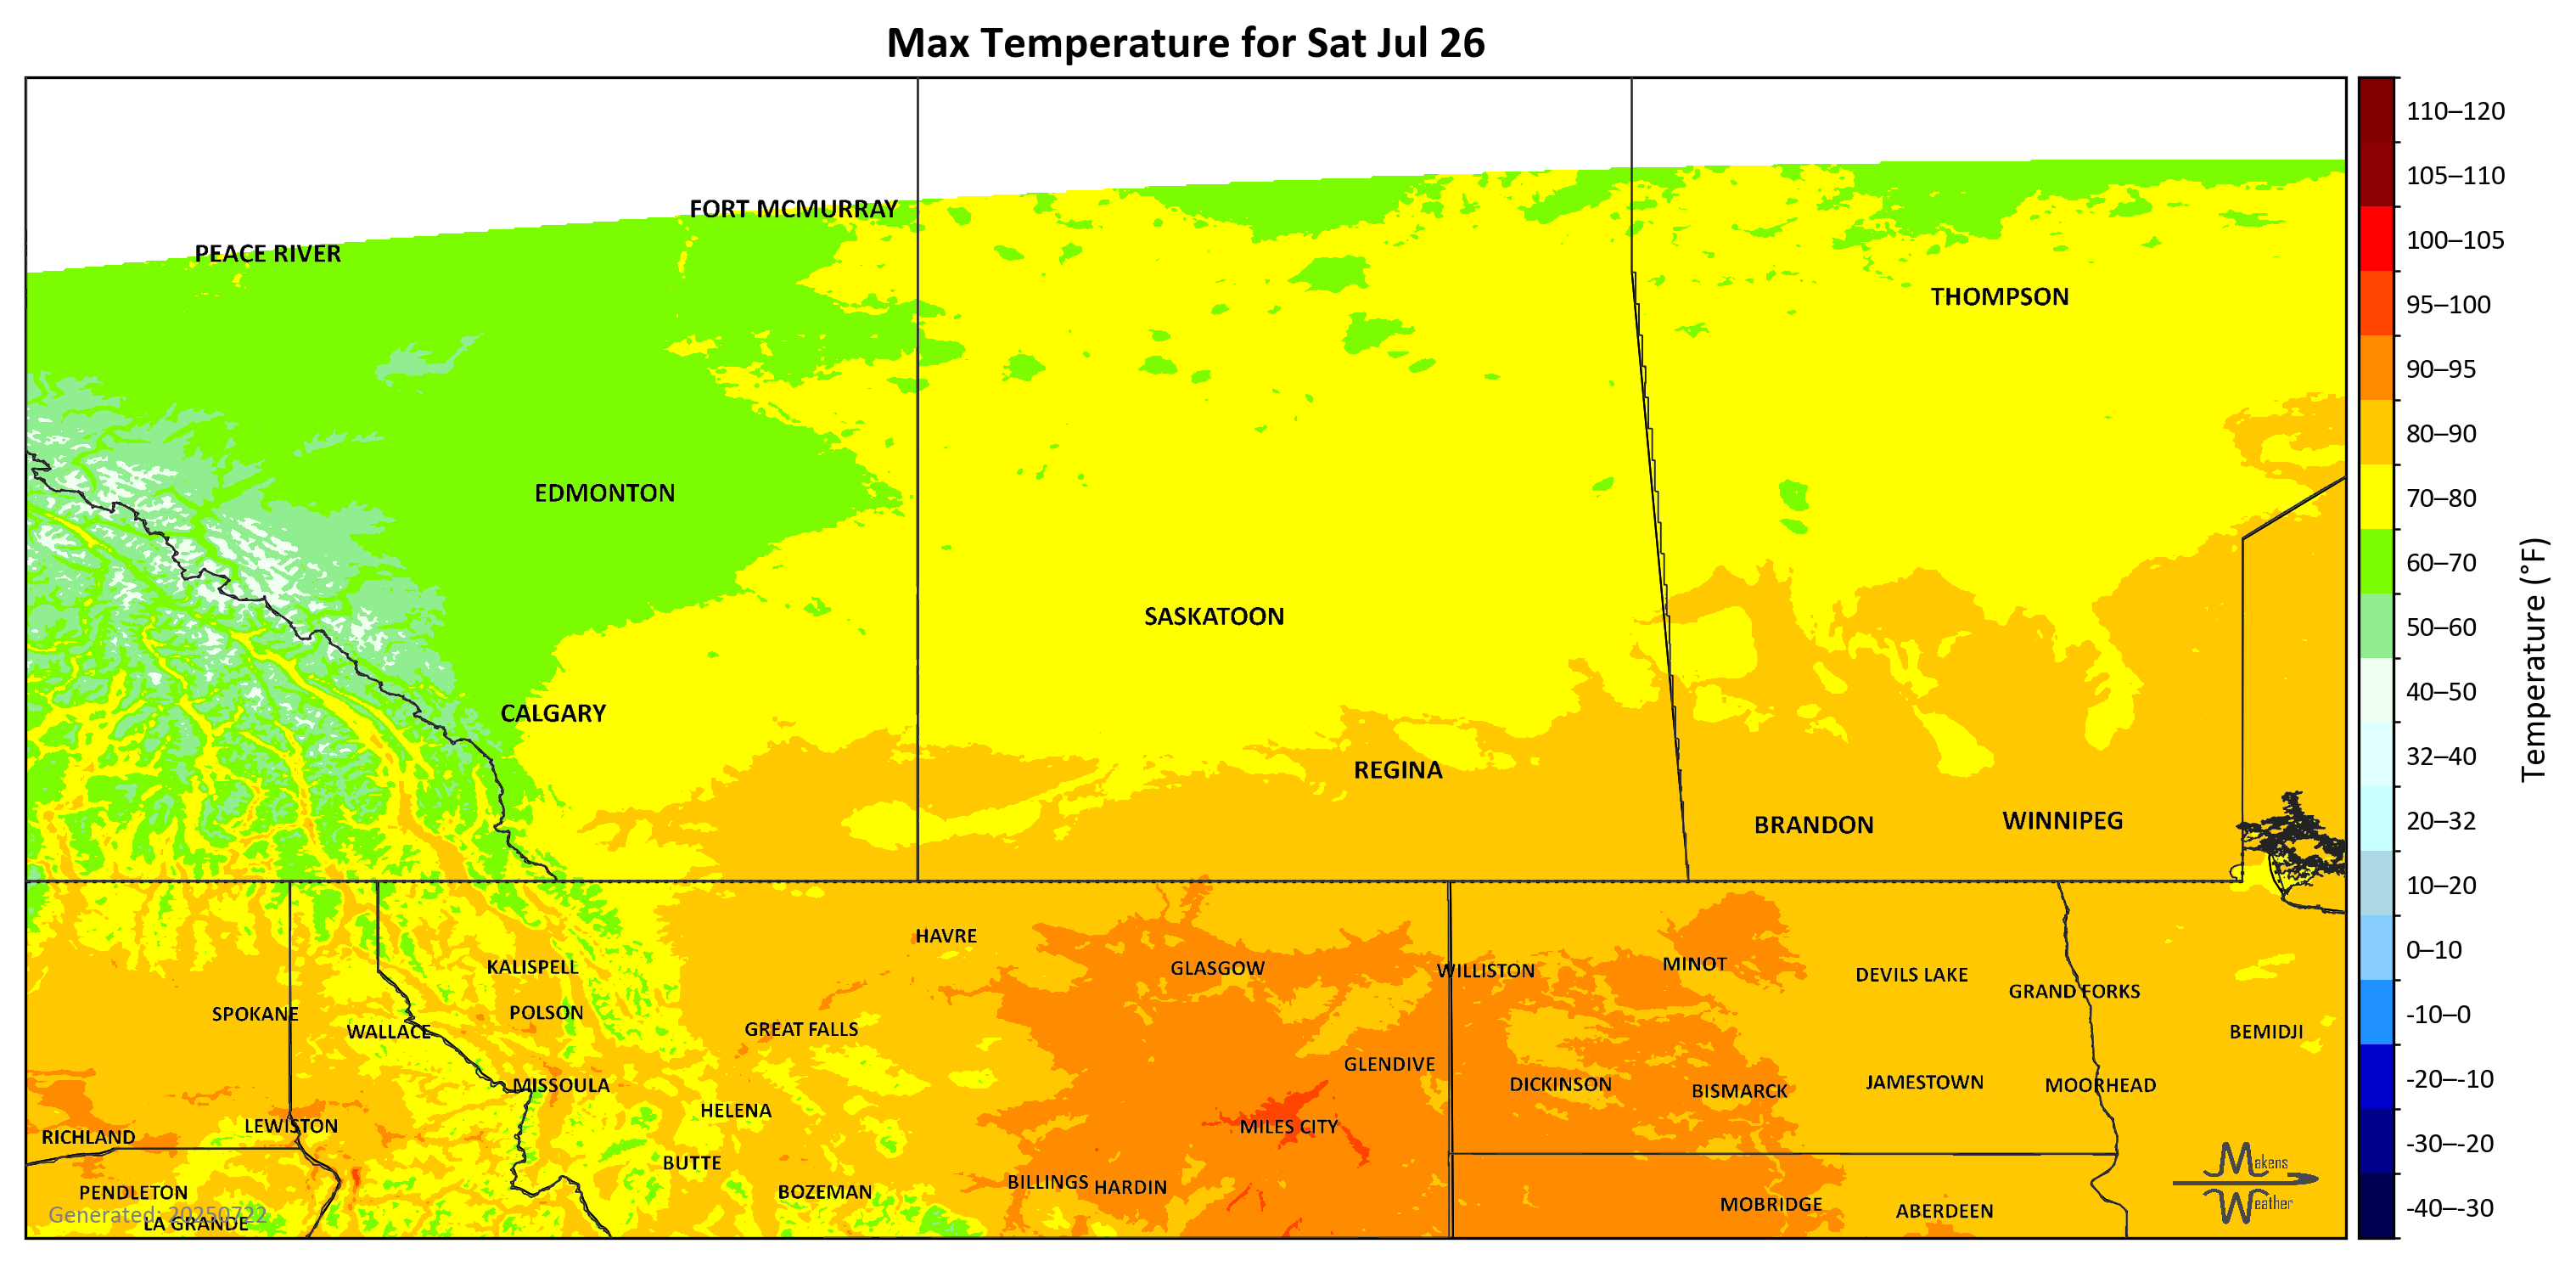 Max Temperature for Sat Jul 26
FORT MCMURRAY
PEACE RIVER
THOMPSON
EDMONTON
SASKATOON
CALGARY
REGINA
WINNIPEG
BRANDON
HAVRE
MINOT
KALISPELL
GLASGOW
WILLISTON
DEVILS LAKE
GRAND FORKS
SPOKANE
POLSON
WALLACE
GREAT FALLS
BEMIDJI
GLENDIVE
MISSOULA
DICKINSON
BISMARCK
JAMESTOWN
MOORHEAD
HELENA
LEWISTON
MILES CITY
RICHLAND
BUTTE
BILLINGS
HARDIN
PENDLETON
BOZEMAN
MOBRIDGE
ABERDEEN
Generated: 20250722
LA GRANDE
Makens
Weather
110–120
105–110
100–105
95–100
90–95
80–90
70–80
60–70
50–60
40–50
32–40
20–32
10–20
0–10
-10–0
-20–-10
-30–-20
-40–-30
Temperature (°F)